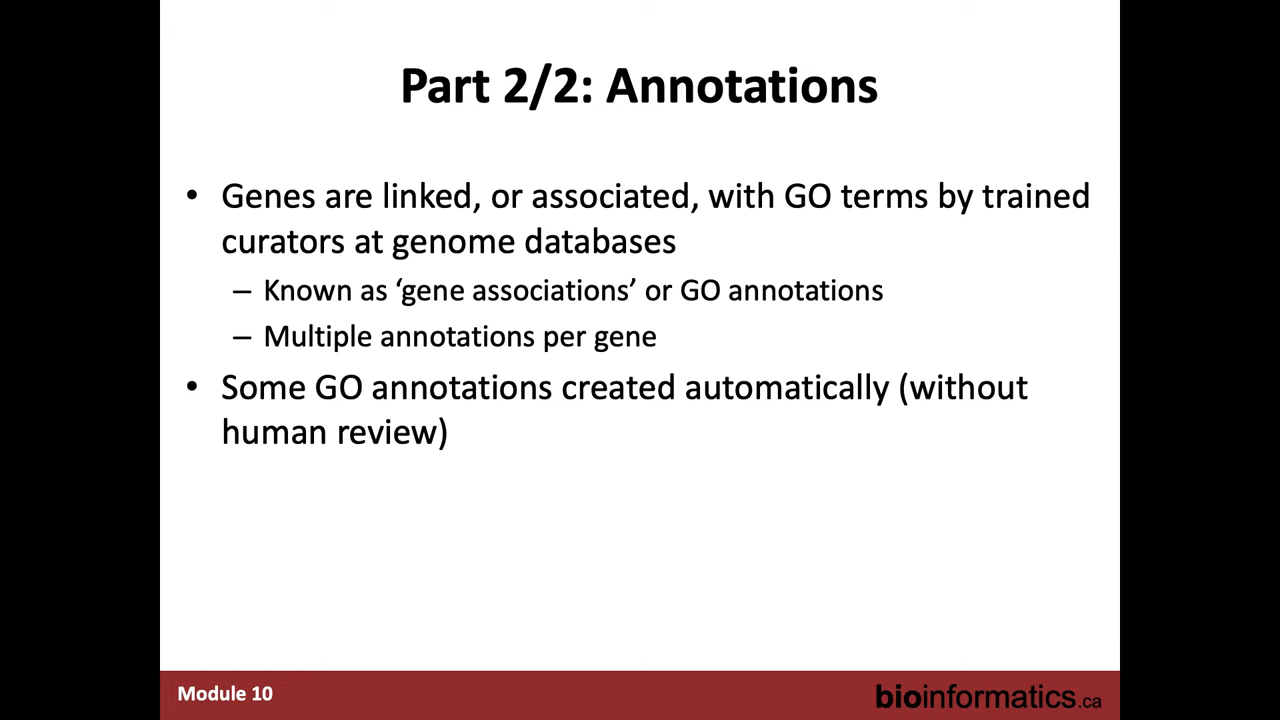 Part 2/2: Annotations
• Genes are linked, or associated, with GO terms by trained
curators at genome databases
– Known as ‘gene associations’ or GO annotations
– Multiple annotations per gene
• Some GO annotations created automatically (without
human review)
Module 10
bioinformatics.ca